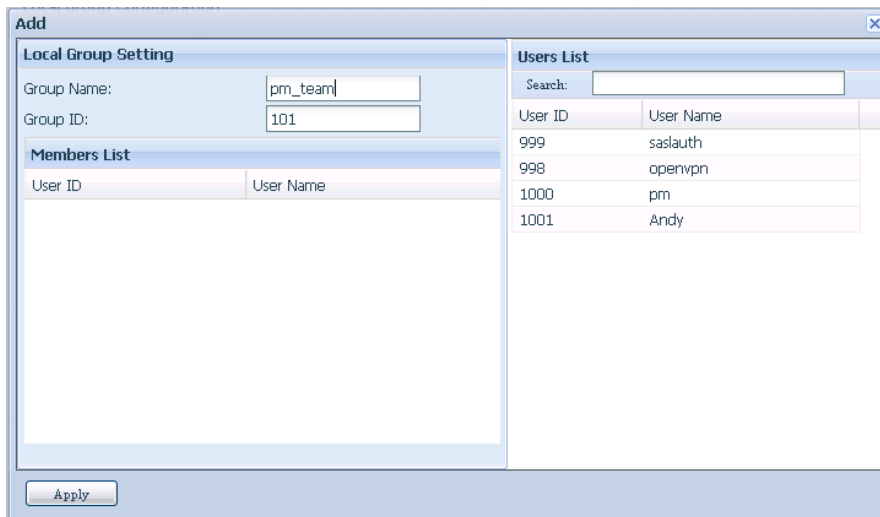 Add
Local Group Setting
Group Name: pm_team
Group ID: 101
Members List
User ID User Name
Users List
Search:
User ID User Name
999 saslauth
998 openvpn
1000 pm
1001 Andy
Apply